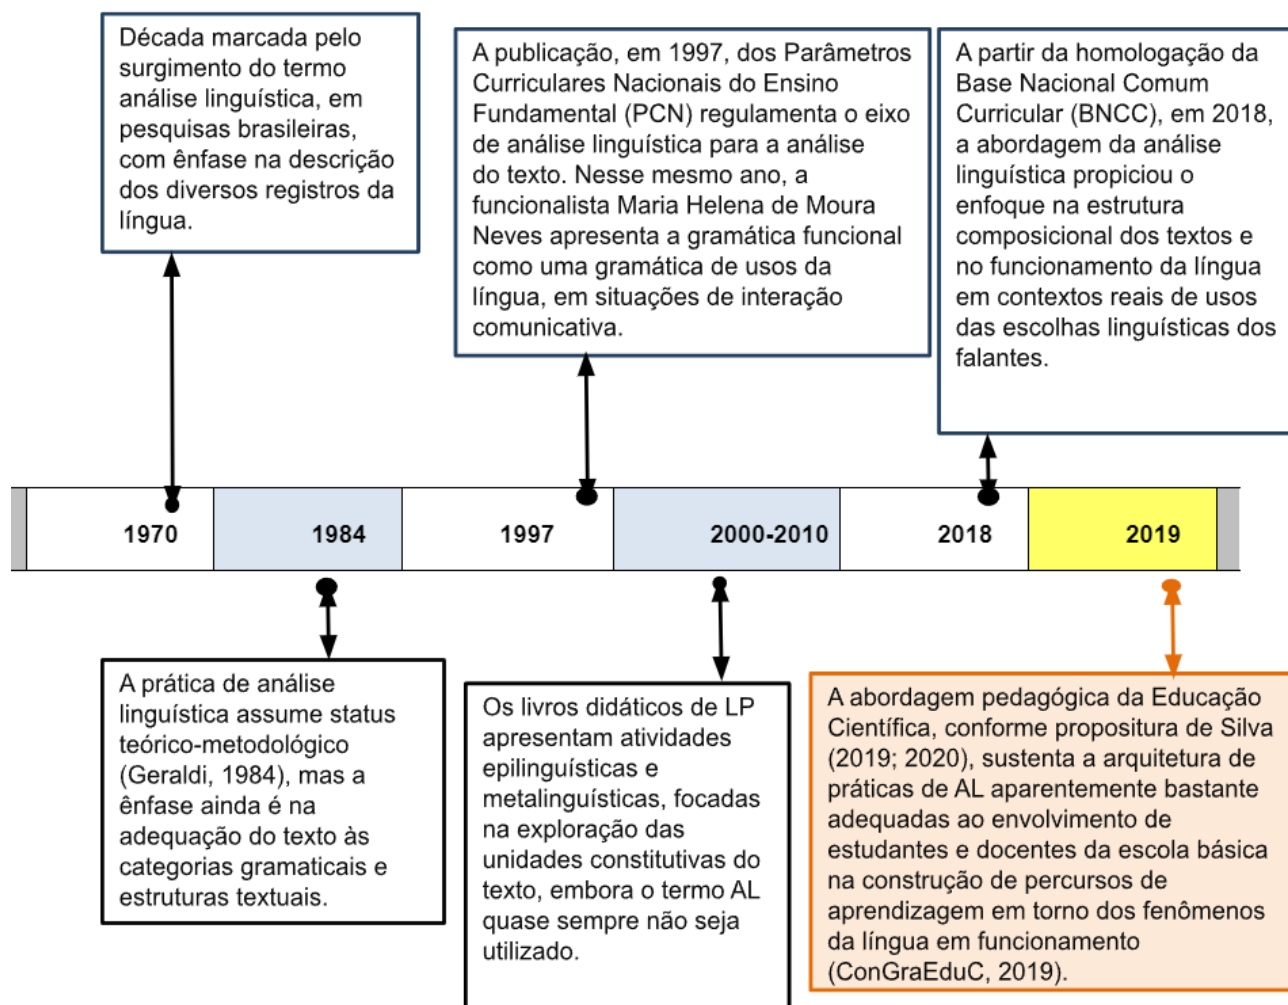 Década marcada pelo
surgimento do termo
análise linguística, em
pesquisas brasileiras,
com ênfase na descrição
dos diversos registros da
língua.
A publicação, em 1997, dos Parâmetros
Curriculares Nacionais do Ensino
Fundamental (PCN) regulamenta o eixo
de análise linguística para a análise
do texto. Nesse mesmo ano, a
funcionalista Maria Helena de Moura
Neves apresenta a gramática funcional
como uma gramática de usos da
língua, em situações de interação
comunicativa.
A partir da homologação da
Base Nacional Comum
Curricular (BNCC), em 2018,
a abordagem da análise
linguística propiciou o
enfoque na estrutura
composicional dos textos e
no funcionamento da língua
em contextos reais de usos
das escolhas linguísticas dos
falantes.
1970 1984 1997 2000-2010 2018 2019
A prática de análise
linguística assume status
teórico-metodológico
(Geraldi, 1984), mas a
ênfase ainda é na
adequação do texto às
categorias gramaticais e
estruturas textuais.
Os livros didáticos de LP
apresentam atividades
epilinguísticas e
metalinguísticas, focadas
na exploração das
unidades constitutivas do
texto, embora o termo AL
quase sempre não seja
utilizado.
A abordagem pedagógica da Educação
Científica, conforme propositura de Silva
(2019; 2020), sustenta a arquitetura de
práticas de AL aparentemente bastante
adequadas ao envolvimento de
estudantes e docentes da escola básica
na construção de percursos de
aprendizagem em torno dos fenômenos
da língua em funcionamento
(ConGraEduC, 2019).